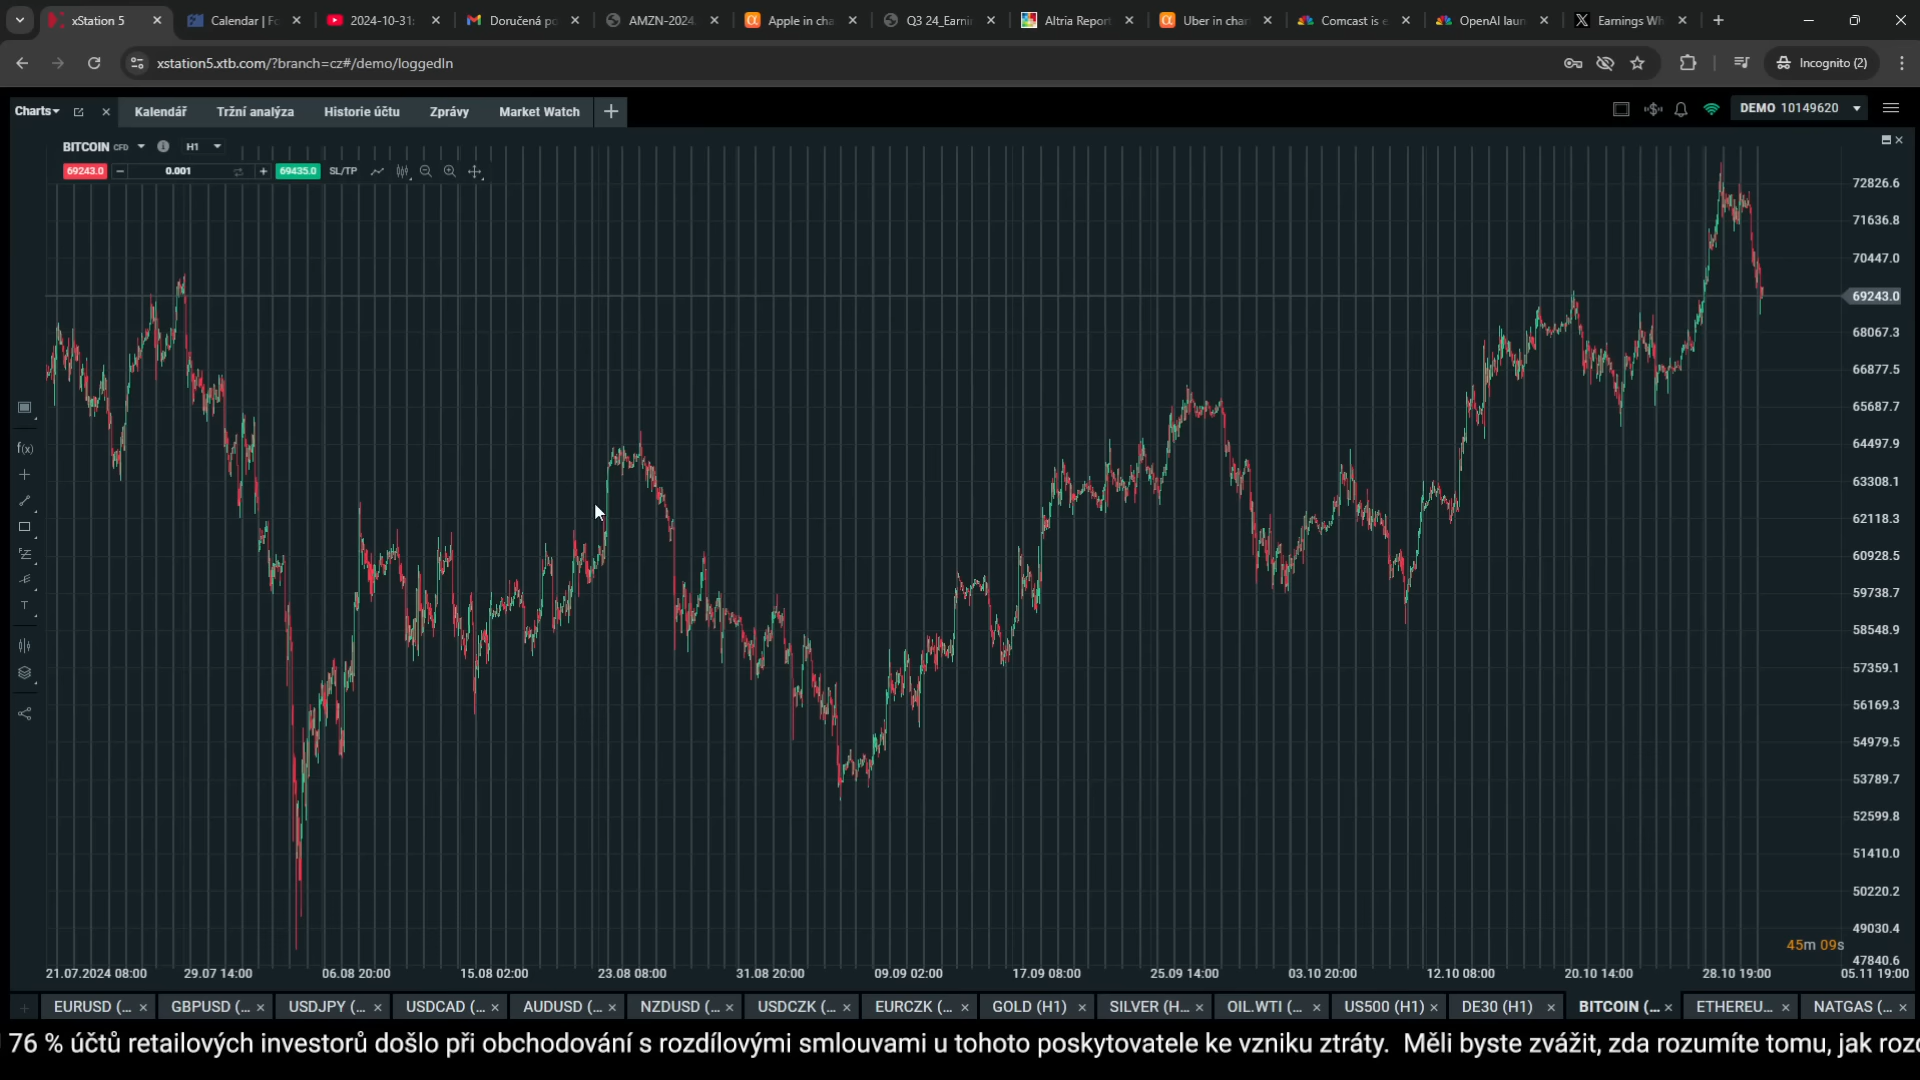 xStation 5
Calendar | Fo
2024-10-31:
Doručená po
AMZN-2024
Apple in cha
Q3 24_Earni
Altria Report
Uber in char
Comcast is e
OpenAI laun
Earnings Wh
xstation5.xtb.com/?branch=cz#/demo/loggedIn
Incognito (2)
Charts
Kalendář
Tržní analýza
Historie účtu
Zprávy
Market Watch
DEMO 10149620
BITCOIN CFD
H1
69243.0
0.001
69435.0
SL/TP
72826.6
71636.8
70447.0
69243.0
68067.3
66877.5
65687.7
64497.9
63308.1
62118.3
60928.5
59738.7
58548.9
57359.1
56169.3
54979.5
53789.7
52599.8
51410.0
50220.2
49030.4
47840.6
f(x)
T
45m 09s
21.07.2024 08:00
29.07 14:00
06.08 20:00
15.08 02:00
23.08 08:00
31.08 20:00
09.09 02:00
17.09 08:00
25.09 14:00
03.10 20:00
12.10 08:00
20.10 14:00
28.10 19:00
05.11 19:00
EURUSD (...
GBPUSD (...
USDJPY (...
USDCAD (...
AUDUSD (...
NZDUSD (...
USDCZK (...
EURCZK (...
GOLD (H1)
SILVER (H...
OIL.WTI (...
US500 (H1)
DE30 (H1)
BITCOIN (...
ETHEREU...
NATGAS (...
76 % účtů retailových investorů došlo při obchodování s rozdílovými smlouvami u tohoto poskytovatele ke vzniku ztráty. Měli byste zvážit, zda rozumíte tomu, jak rozd